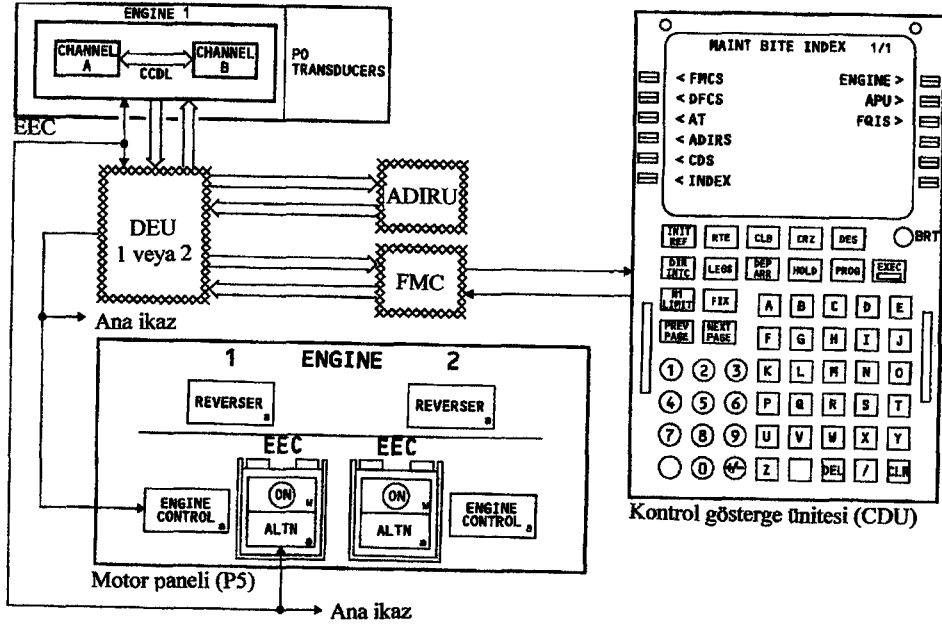 ENGINE 1
CHANNEL A
CHANNEL B
CCDL
P0 TRANSDUCERS
EEC
DEU
1 veya 2
ADIRU
FMC
Ana ikaz
1 ENGINE 2
REVERSER a
REVERSER a
EEC EEC
ON w
ALTN a
ON w
ALTN a
ENGINE CONTROL a
ENGINE CONTROL a
Motor paneli (P5)
Ana ikaz
MAINT BITE INDEX 1/1
< FMCS ENGINE >
< DFCS APU >
< AT FQIS >
< ADIRS
< CDS
< INDEX
INIT REF RTE CLB CRZ DES BRT
DIR INTC LEGS DEP ARR HOLD PROG EXEC
N1 LIMIT FIX A B C D E
PREV PAGE NEXT PAGE F G H I J
1 2 3 K L M N O
4 5 6 P Q R S T
7 8 9 U V W X Y
0 +/- Z DEL / CLR
Kontrol gösterge ünitesi (CDU)